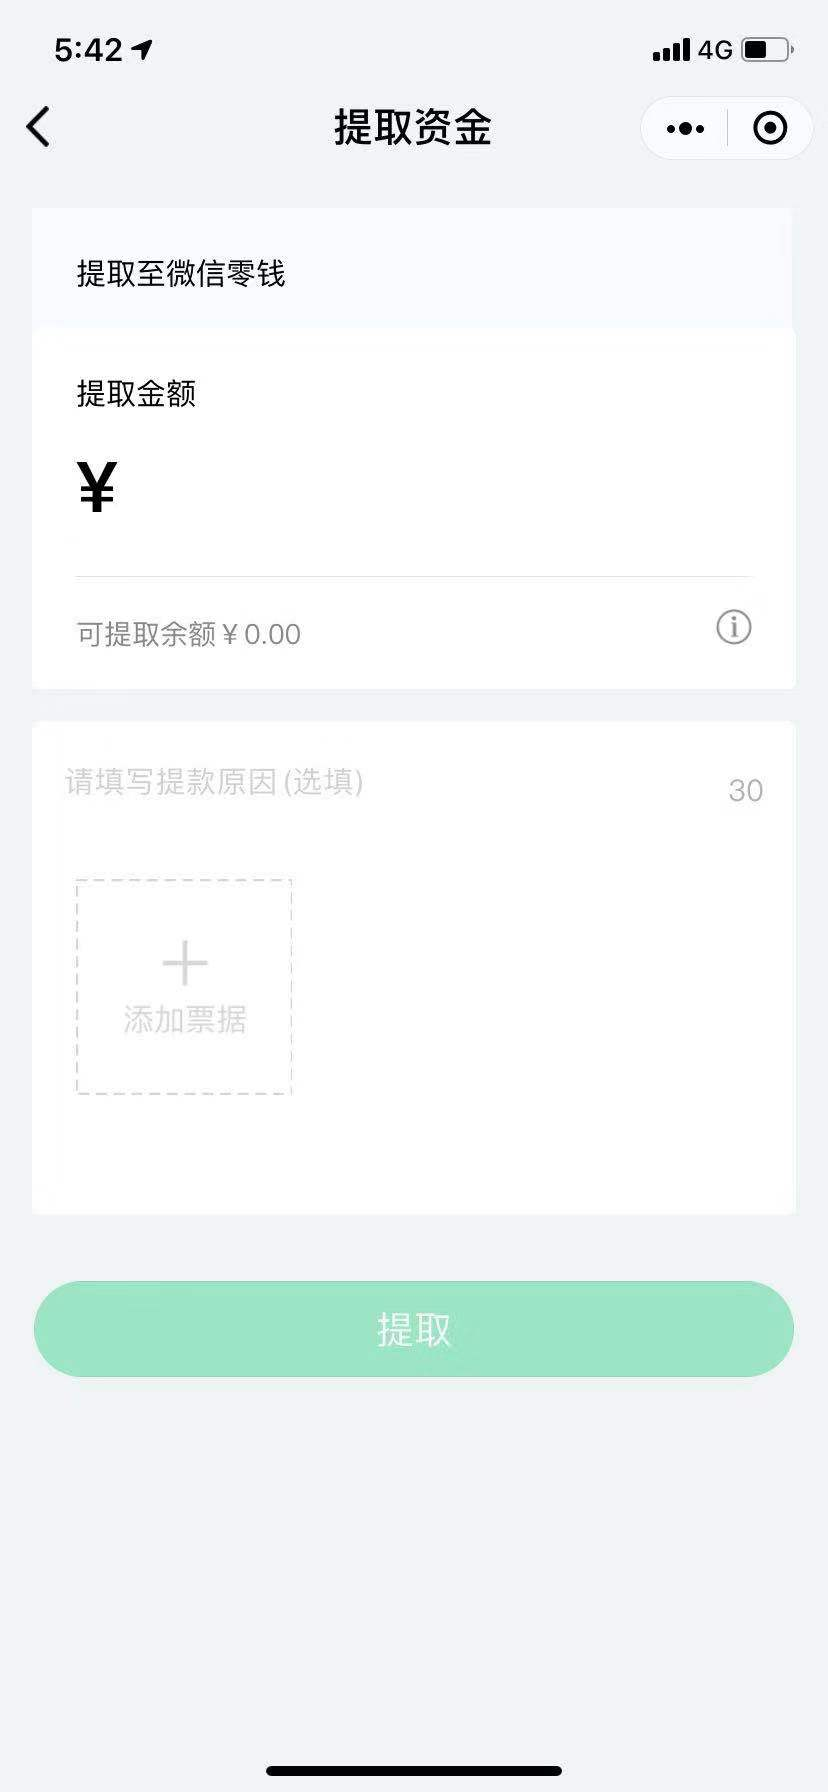 5:42
4G
提取资金
提取至微信零钱
提取金额
¥
可提取余额¥0.00
请填写提款原因(选填)
30
添加票据
提取